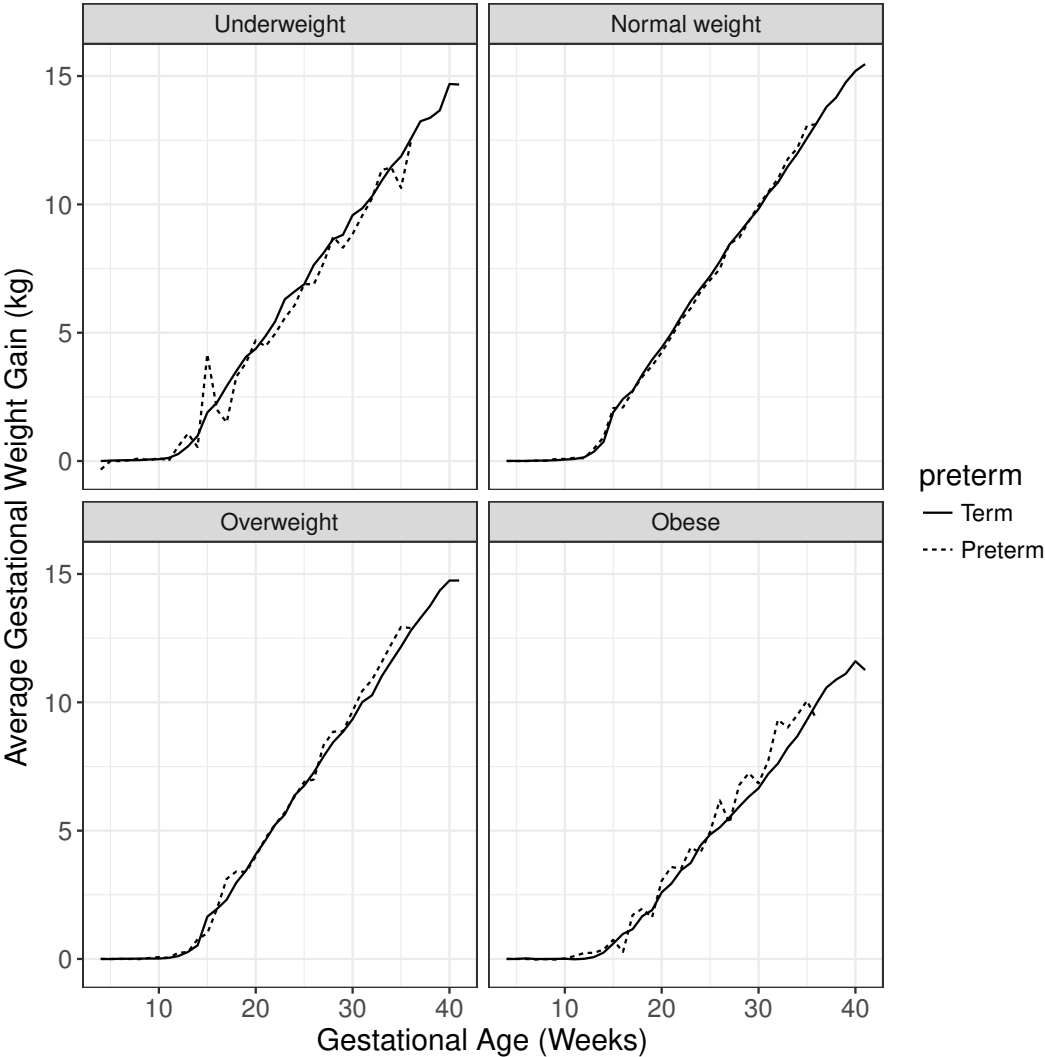 Underweight
Normal weight
15
10
5
0
Overweight
Obese
15
10
5
0
10 20 30 40
10 20 30 40
Gestational Age (Weeks)
Average Gestational Weight Gain (kg)
preterm
Term
Preterm